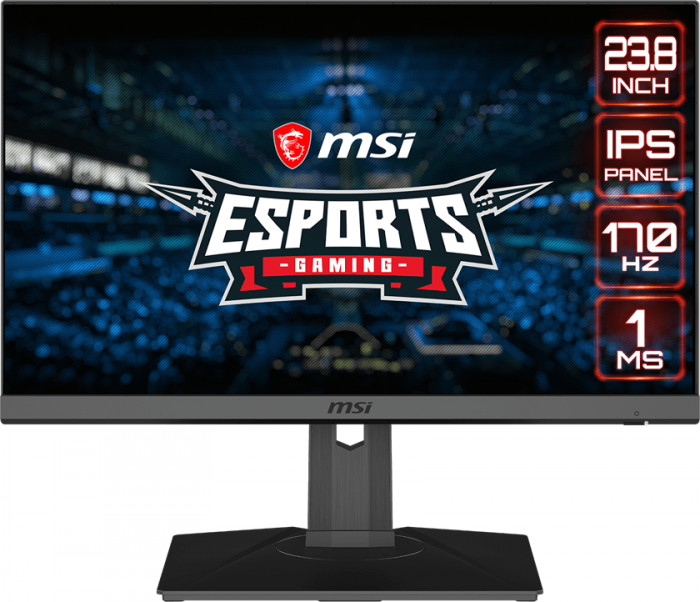 msi
ESPORTS
-GAMING-
23.8
INCH
IPS
PANEL
170
HZ
1
MS
msi